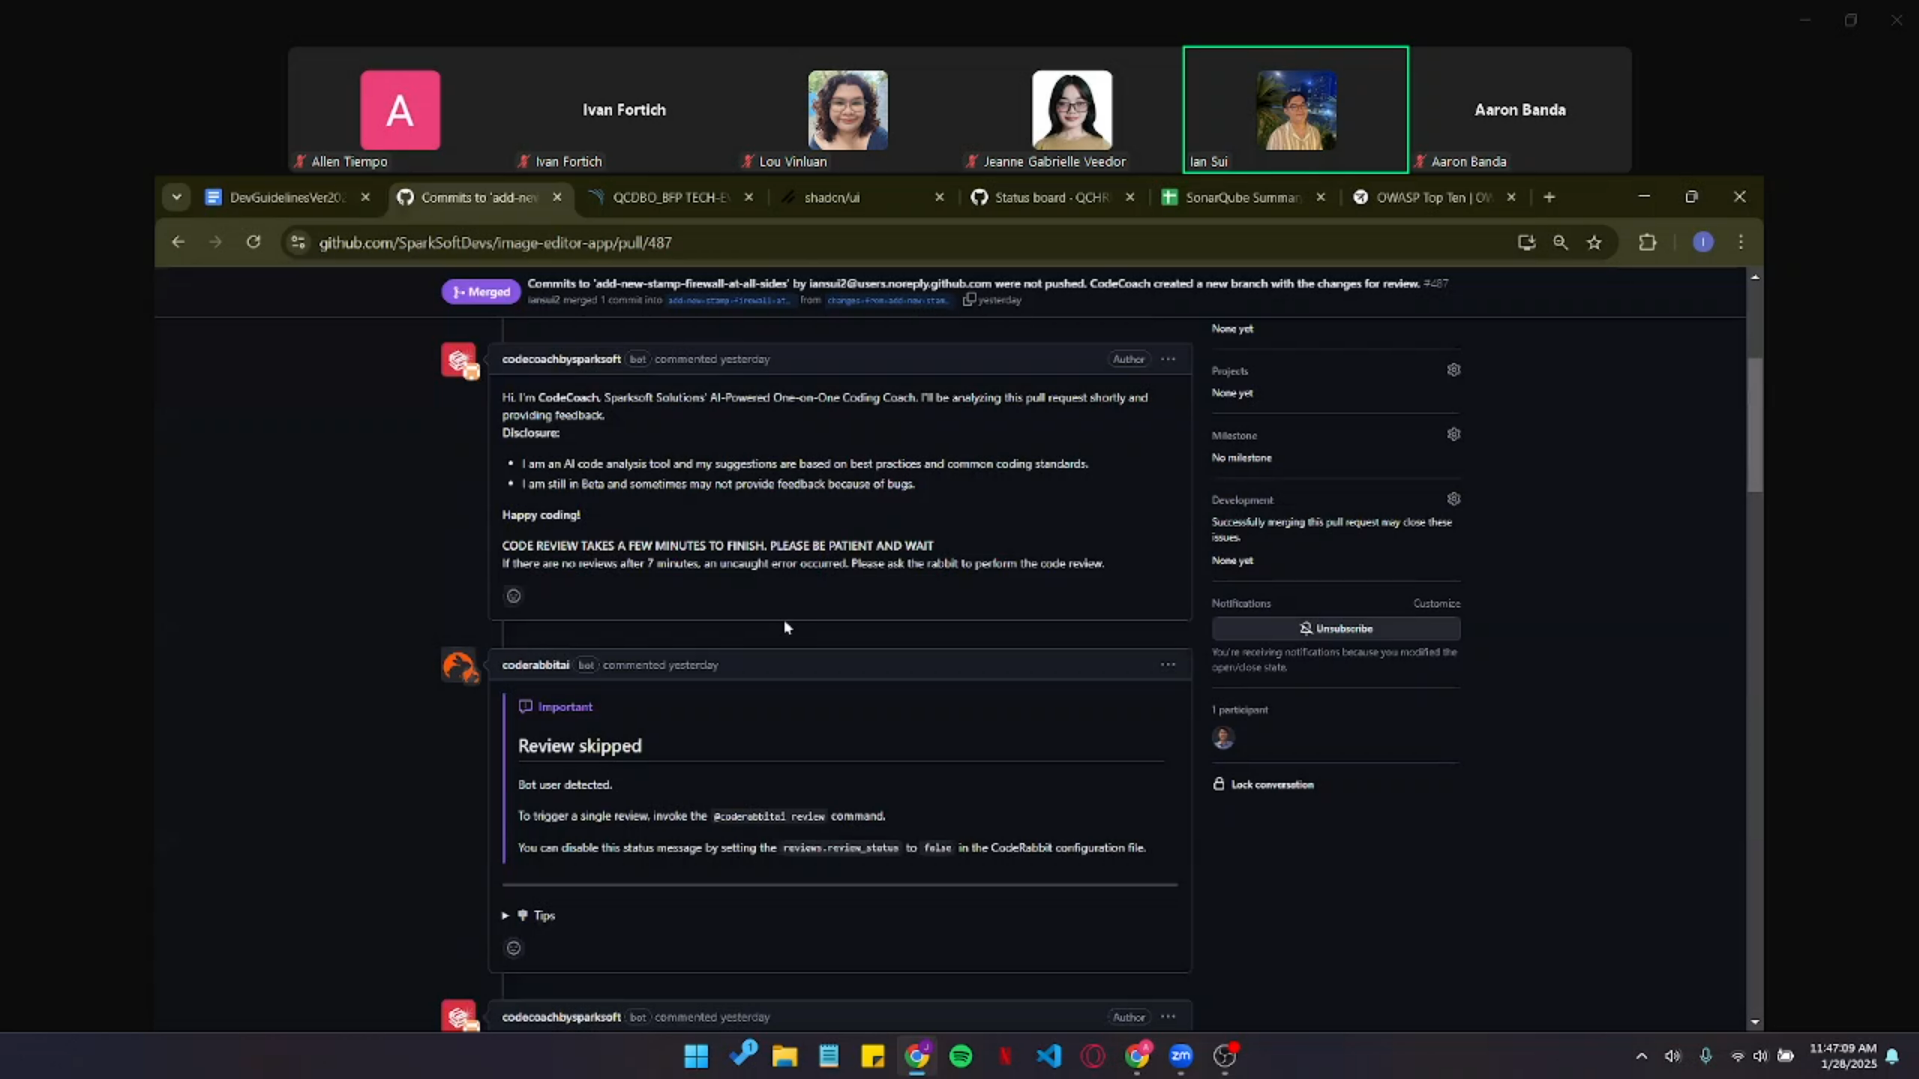 A
Ivan Fortich
Aaron Banda
Allen Tiempo
Ivan Fortich
Lou Vinluan
Jeanne Gabrielle Veedor
Ian Sui
Aaron Banda
DevGuidelinesVer20
Commits to 'add-new
QCDBO_BFP TECH-E
shadcn/ui
Status board · QCHR
SonarQube Summar
OWASP Top Ten | OW
github.com/SparkSoftDevs/image-editor-app/pull/487
I
Merged
Commits to 'add-new-stamp-firewall-at-all-sides' by iansui2@users.noreply.github.com were not pushed. CodeCoach created a new branch with the changes for review. #487
iansui2 merged 1 commit into add-new-stamp-firewall-at… from changes-from-add-new-stam… yesterday
None yet
codecoachbysparksoft bot commented yesterday
Author
Hi. I'm CodeCoach. Sparksoft Solutions' AI-Powered One-on-One Coding Coach. I'll be analyzing this pull request shortly and
providing feedback.
Disclosure:
• I am an AI code analysis tool and my suggestions are based on best practices and common coding standards.
• I am still in Beta and sometimes may not provide feedback because of bugs.
Happy coding!
CODE REVIEW TAKES A FEW MINUTES TO FINISH. PLEASE BE PATIENT AND WAIT
If there are no reviews after 7 minutes, an uncaught error occurred. Please ask the rabbit to perform the code review.
Projects
None yet
Milestone
No milestone
Development
Successfully merging this pull request may close these
issues.
None yet
Notifications
Customize
Unsubscribe
You're receiving notifications because you modified the
open/close state.
1 participant
Lock conversation
coderabbitai bot commented yesterday
Important
Review skipped
Bot user detected.
To trigger a single review, invoke the @coderabbitai review command.
You can disable this status message by setting the reviews.review_status to false in the CodeRabbit configuration file.
Tips
codecoachbysparksoft bot commented yesterday
Author
1
J
A
zm
11:47:09 AM
1/28/2025